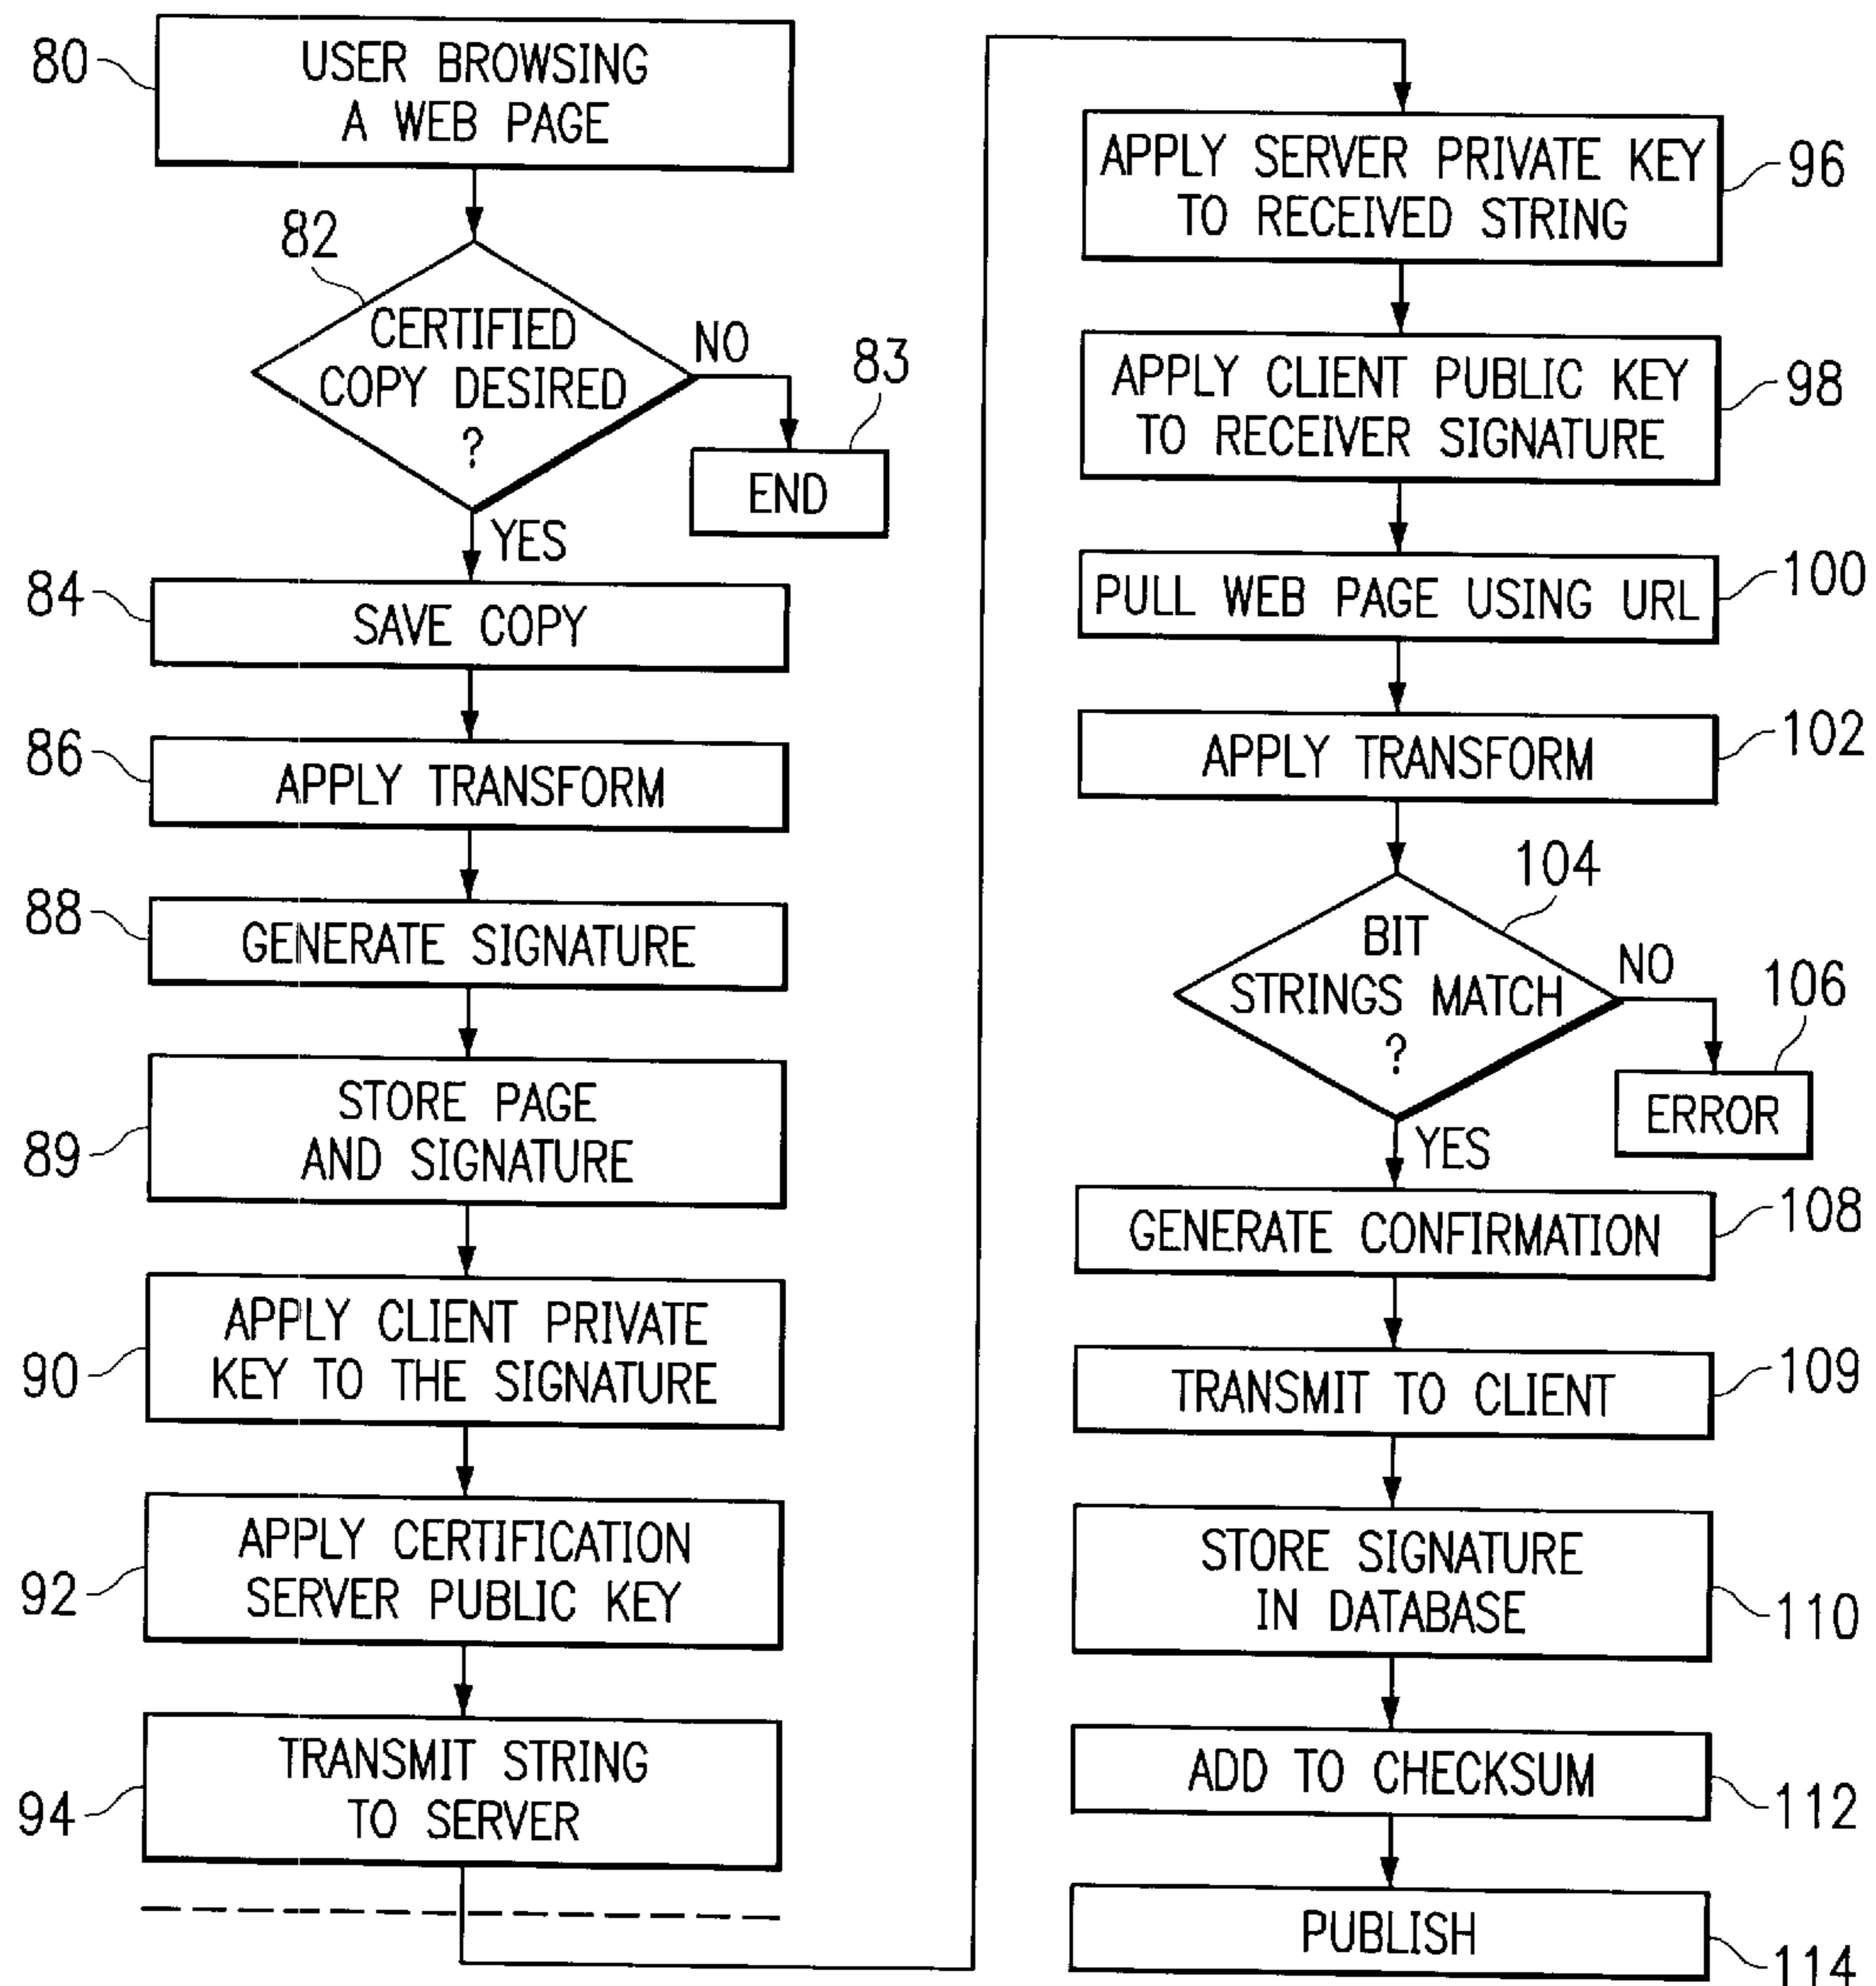 80
USER BROWSING
A WEB PAGE
82
CERTIFIED
COPY DESIRED
?
NO
83
END
YES
84
SAVE COPY
86
APPLY TRANSFORM
88
GENERATE SIGNATURE
89
STORE PAGE
AND SIGNATURE
90
APPLY CLIENT PRIVATE
KEY TO THE SIGNATURE
92
APPLY CERTIFICATION
SERVER PUBLIC KEY
94
TRANSMIT STRING
TO SERVER
APPLY SERVER PRIVATE KEY
TO RECEIVED STRING
96
APPLY CLIENT PUBLIC KEY
TO RECEIVER SIGNATURE
98
PULL WEB PAGE USING URL
100
APPLY TRANSFORM
102
104
BIT
STRINGS MATCH
?
NO
106
ERROR
YES
GENERATE CONFIRMATION
108
TRANSMIT TO CLIENT
109
STORE SIGNATURE
IN DATABASE
110
ADD TO CHECKSUM
112
PUBLISH
114